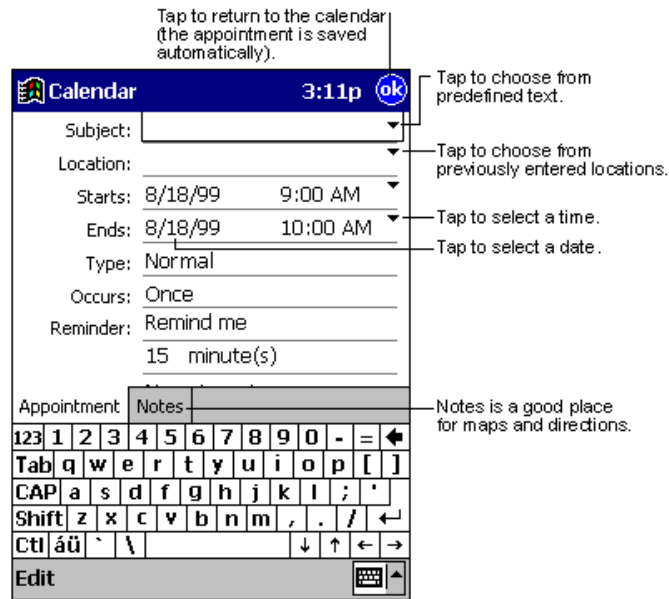 Tap to return to the calendar
(the appointment is saved
automatically).
Calendar 3:11p ok
Tap to choose from
predefined text.
Subject:
Location:
Tap to choose from
previously entered locations.
Starts: 8/18/99 9:00 AM
Ends: 8/18/99 10:00 AM
Tap to select a time.
Tap to select a date.
Type: Normal
Occurs: Once
Reminder: Remind me
15 minute(s)
Appointment Notes
Notes is a good place
for maps and directions.
123 1 2 3 4 5 6 7 8 9 0 - = ←
Tab q w e r t y u i o p [ ]
CAP a s d f g h j k l ; '
Shift z x c v b n m , . / ↵
Ctl áü ` \ ↓ ↑ ← →
Edit